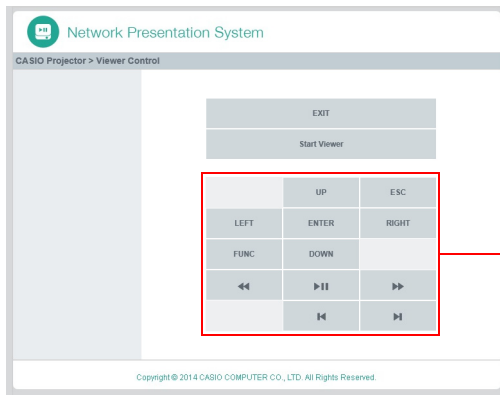 Network Presentation System
CASIO Projector > Viewer Control
EXIT
Start Viewer
UP ESC
LEFT ENTER RIGHT
FUNC DOWN
Copyright © 2014 CASIO COMPUTER CO., LTD. All Rights Reserved.